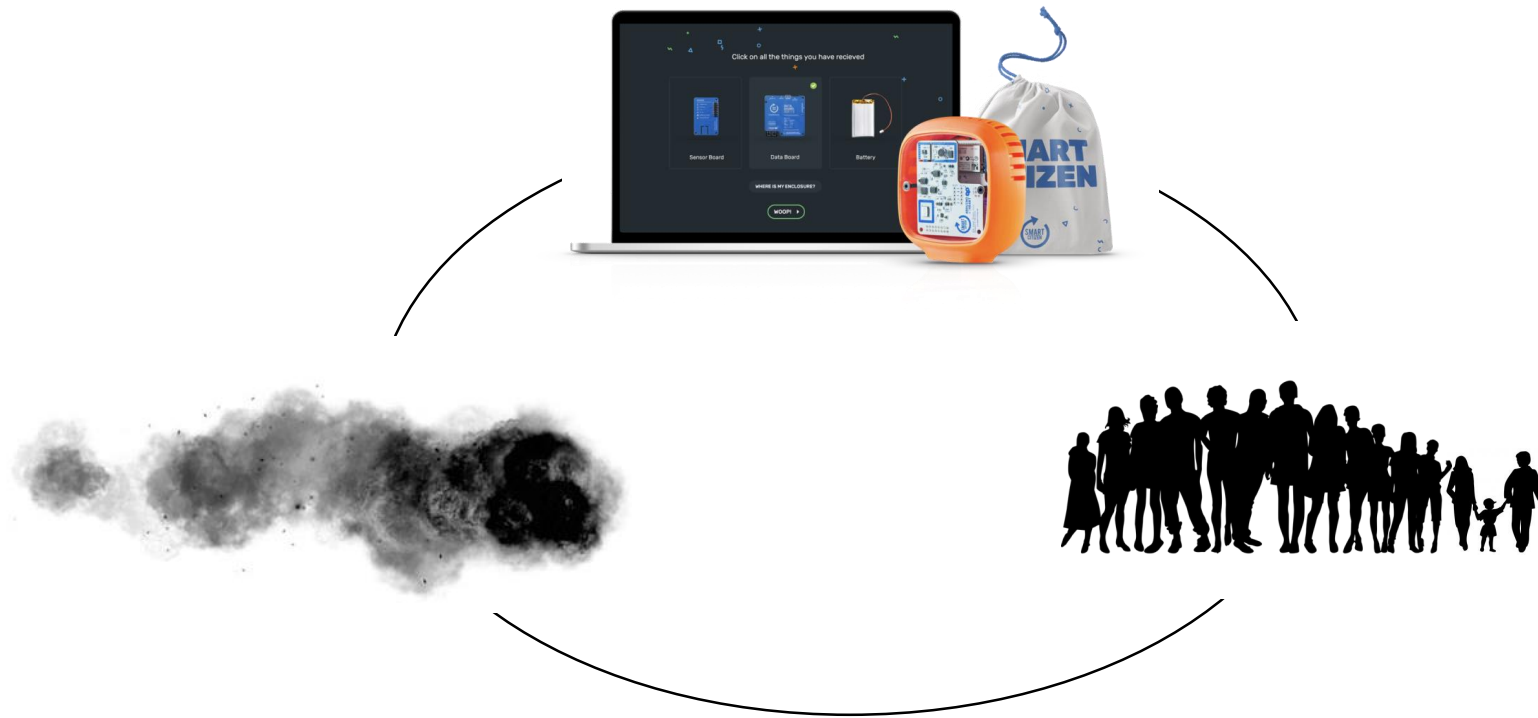 Click on all the things you have recieved
Sensor Board
Data Board
Battery
WHERE IS MY ENCLOSURE?
WOOP!
ART
IZEN
SMART
CITIZEN